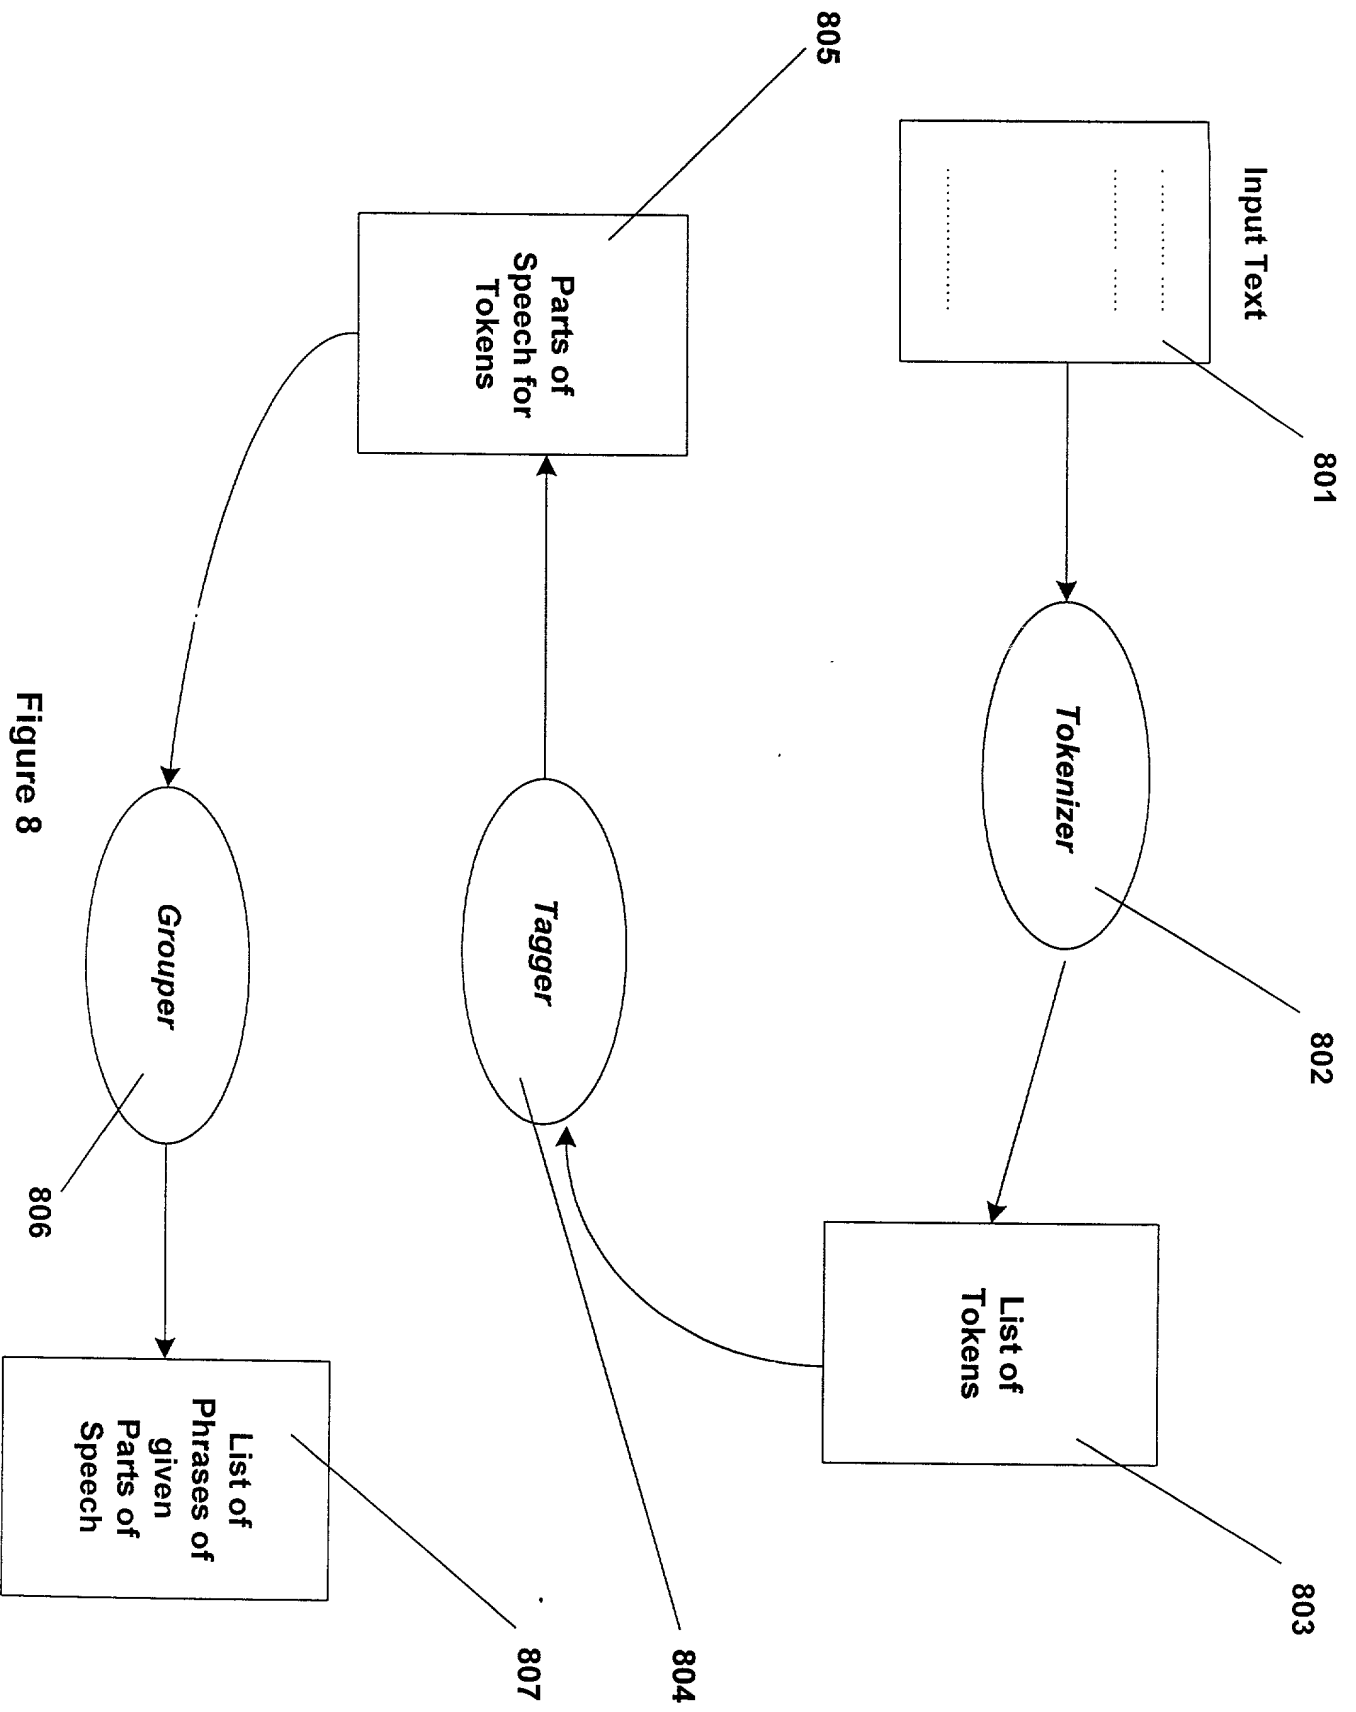 Input Text
801
Tokenizer
802
List of
Tokens
803
805
Parts of
Speech for
Tokens
Tagger
804
Grouper
806
List of
Phrases of
given
Parts of
Speech
807
Figure 8